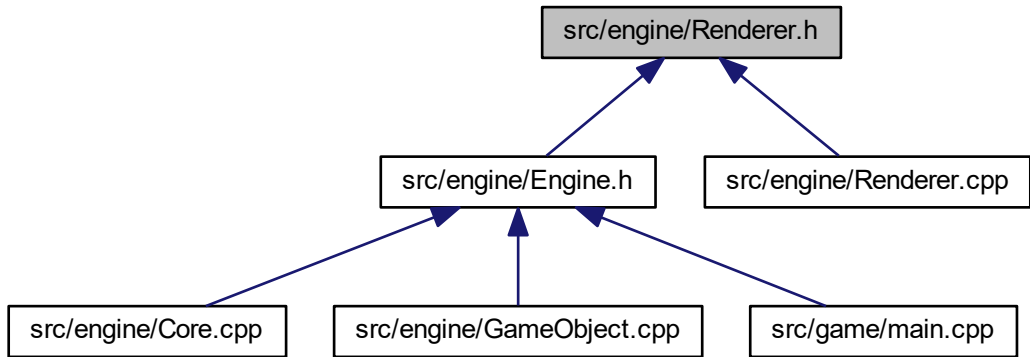 src/engine/Renderer.h
src/engine/Engine.h
src/engine/Renderer.cpp
src/engine/Core.cpp
src/engine/GameObject.cpp
src/game/main.cpp